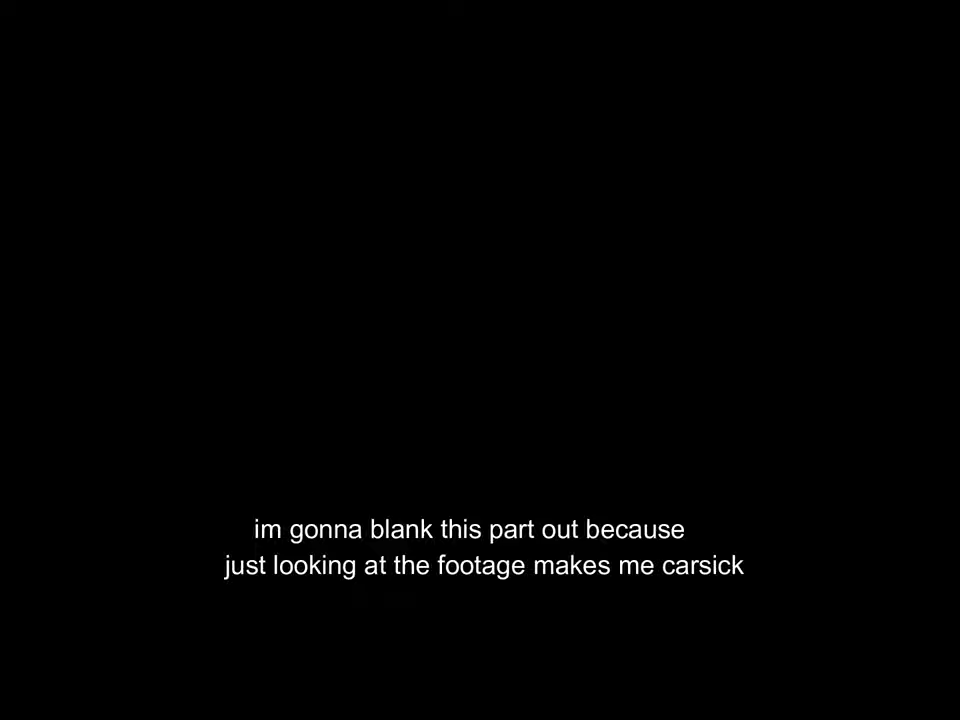 im gonna blank this part out because
just looking at the footage makes me carsick